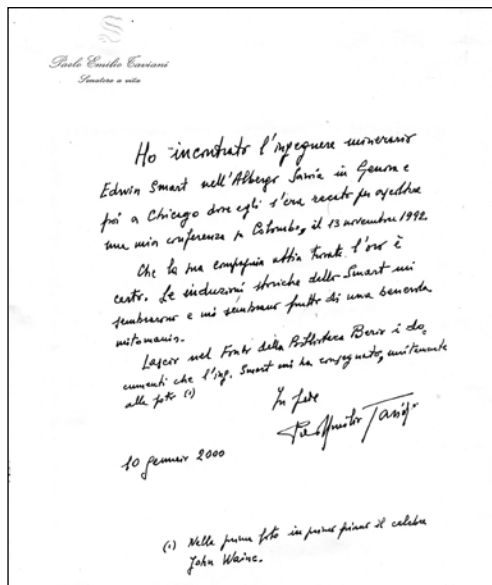 S
Paolo Emilio Taviani
Senatore a vita
Ho incontrato l'ingegnere minerario
Edwin Smart nell'Albergo Savoia in Genova e
poi a Chicago dove egli s'era recato per ascoltare
una mia conferenza su Colombo, il 13 novembre 1992.
Che la sua compagnia abbia trovato l'oro è
certo. Le induzioni storiche dello Smart mi
sembrarono e mi sembrano frutto di una benevola
mitomania.
Lascio nel Fondo della Biblioteca Berio i do,
cumenti che l'ing. Smart mi ha consegnato, unitamente
alle foto (1)
In fede
Paolo Emilio Taviani
10 gennaio 2000
(1) Nella prima foto in primo piano il celebre
John Waine.